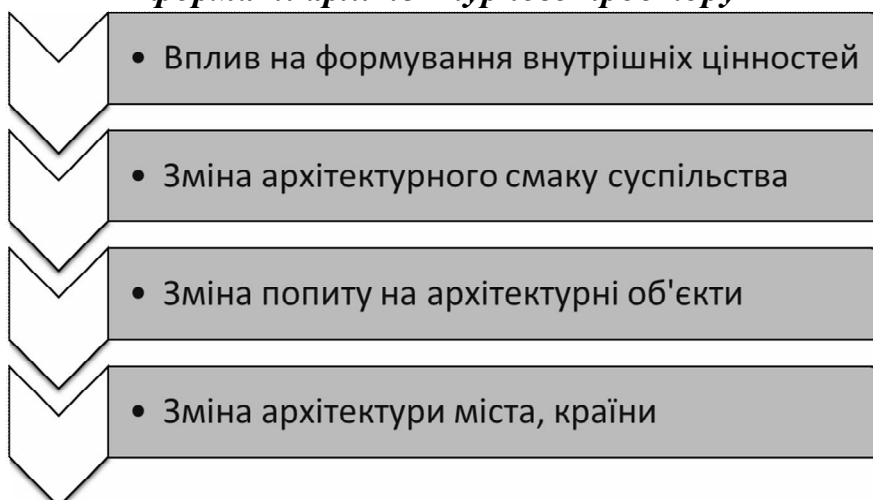 • Вплив на формування внутрішніх цінностей
• Зміна архітектурного смаку суспільства
• Зміна попиту на архітектурні об'єкти
• Зміна архітектури міста, країни